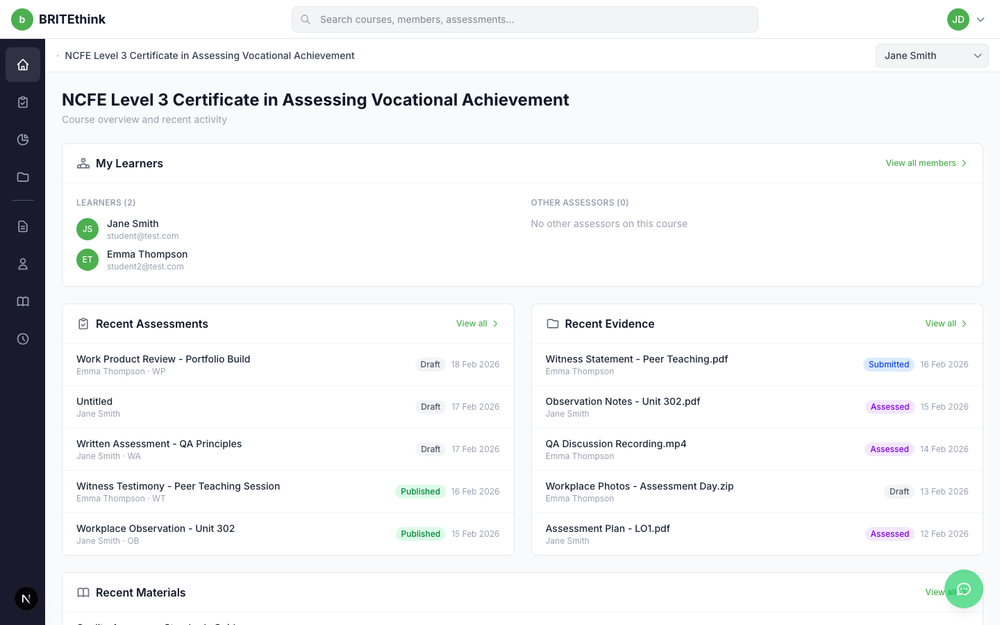 b BRITEthink
Search courses, members, assessments...
JD
· NCFE Level 3 Certificate in Assessing Vocational Achievement
Jane Smith
NCFE Level 3 Certificate in Assessing Vocational Achievement
Course overview and recent activity
My Learners
View all members
LEARNERS (2)
JS
Jane Smith
student@test.com
ET
Emma Thompson
student2@test.com
OTHER ASSESSORS (0)
No other assessors on this course
Recent Assessments
View all
Work Product Review - Portfolio Build
Emma Thompson · WP
Draft 18 Feb 2026
Untitled
Jane Smith
Draft 17 Feb 2026
Written Assessment - QA Principles
Jane Smith · WA
Draft 17 Feb 2026
Witness Testimony - Peer Teaching Session
Emma Thompson · WT
Published 16 Feb 2026
Workplace Observation - Unit 302
Jane Smith · OB
Published 15 Feb 2026
Recent Evidence
View all
Witness Statement - Peer Teaching.pdf
Emma Thompson
Submitted 16 Feb 2026
Observation Notes - Unit 302.pdf
Jane Smith
Assessed 15 Feb 2026
QA Discussion Recording.mp4
Emma Thompson
Assessed 14 Feb 2026
Workplace Photos - Assessment Day.zip
Emma Thompson
Draft 13 Feb 2026
Assessment Plan - LO1.pdf
Jane Smith
Assessed 12 Feb 2026
Recent Materials
View all
N